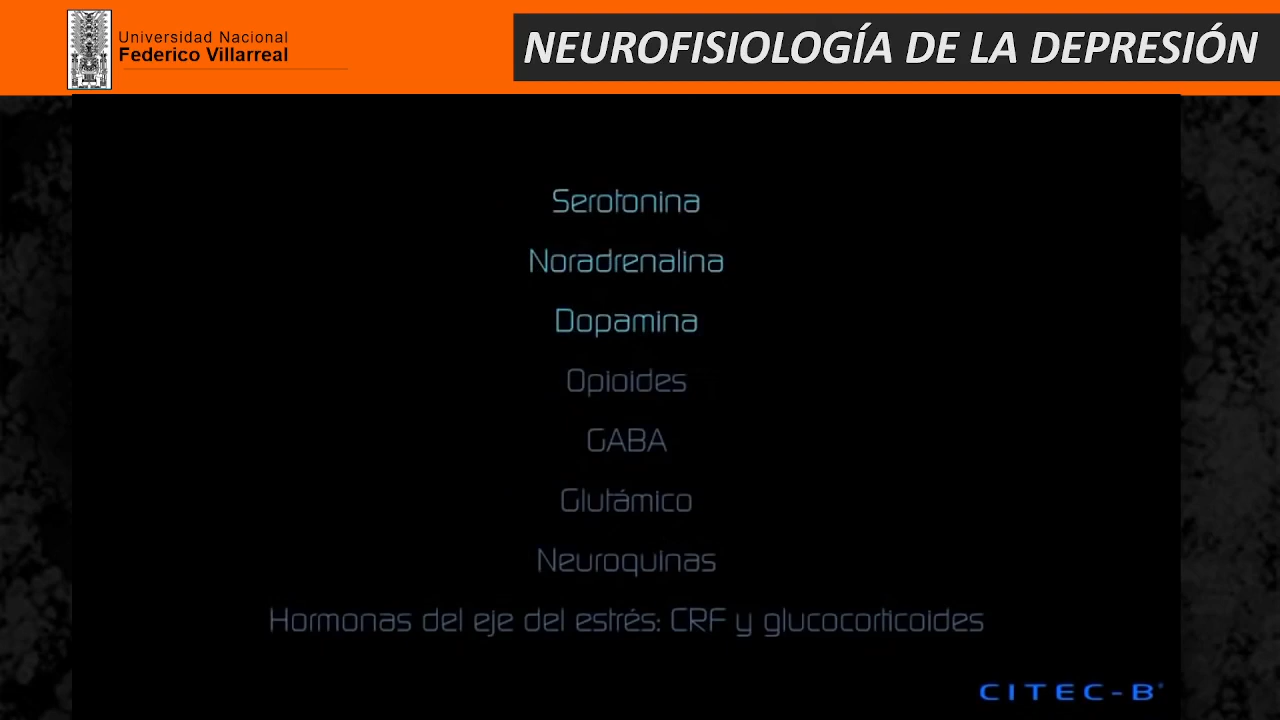 Universidad Nacional
Federico Villarreal
NEUROFISIOLOGÍA DE LA DEPRESIÓN
Serotonina
Noradrenalina
Dopamina
Opioides
GABA
Glutámico
Neuroquinas
Hormonas del eje del estrés: CRF y glucocorticoides
CITEC-B